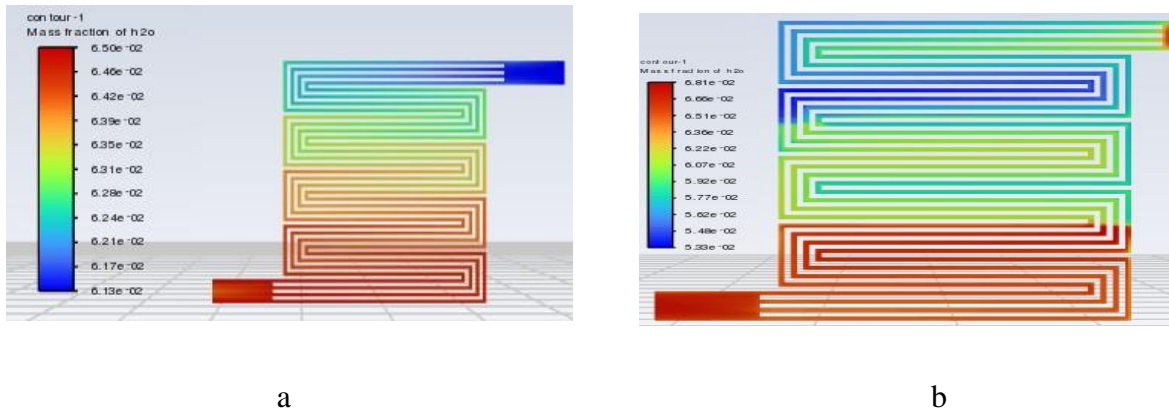 contour-1
Mass fraction of h2o
6.50e-02
6.46e-02
6.42e-02
6.39e-02
6.35e-02
6.31e-02
6.28e-02
6.24e-02
6.21e-02
6.17e-02
6.13e-02
contour-1
Mass fraction of h2o
6.81e-02
6.66e-02
6.51e-02
6.36e-02
6.22e-02
6.07e-02
5.92e-02
5.77e-02
5.62e-02
5.48e-02
5.33e-02
a
b